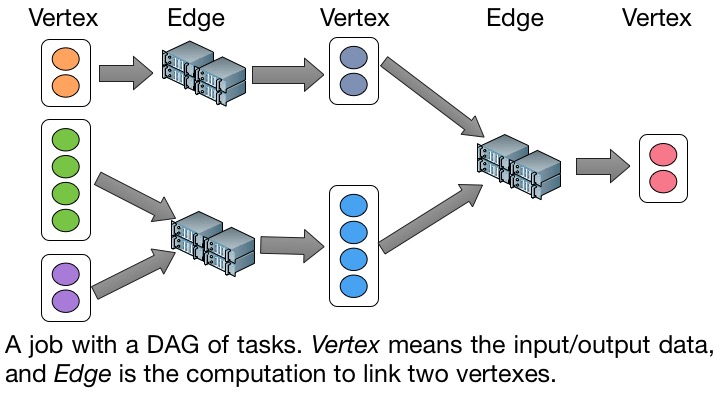 Vertex Edge Vertex Edge Vertex
A job with a DAG of tasks. Vertex means the input/output data,
and Edge is the computation to link two vertexes.